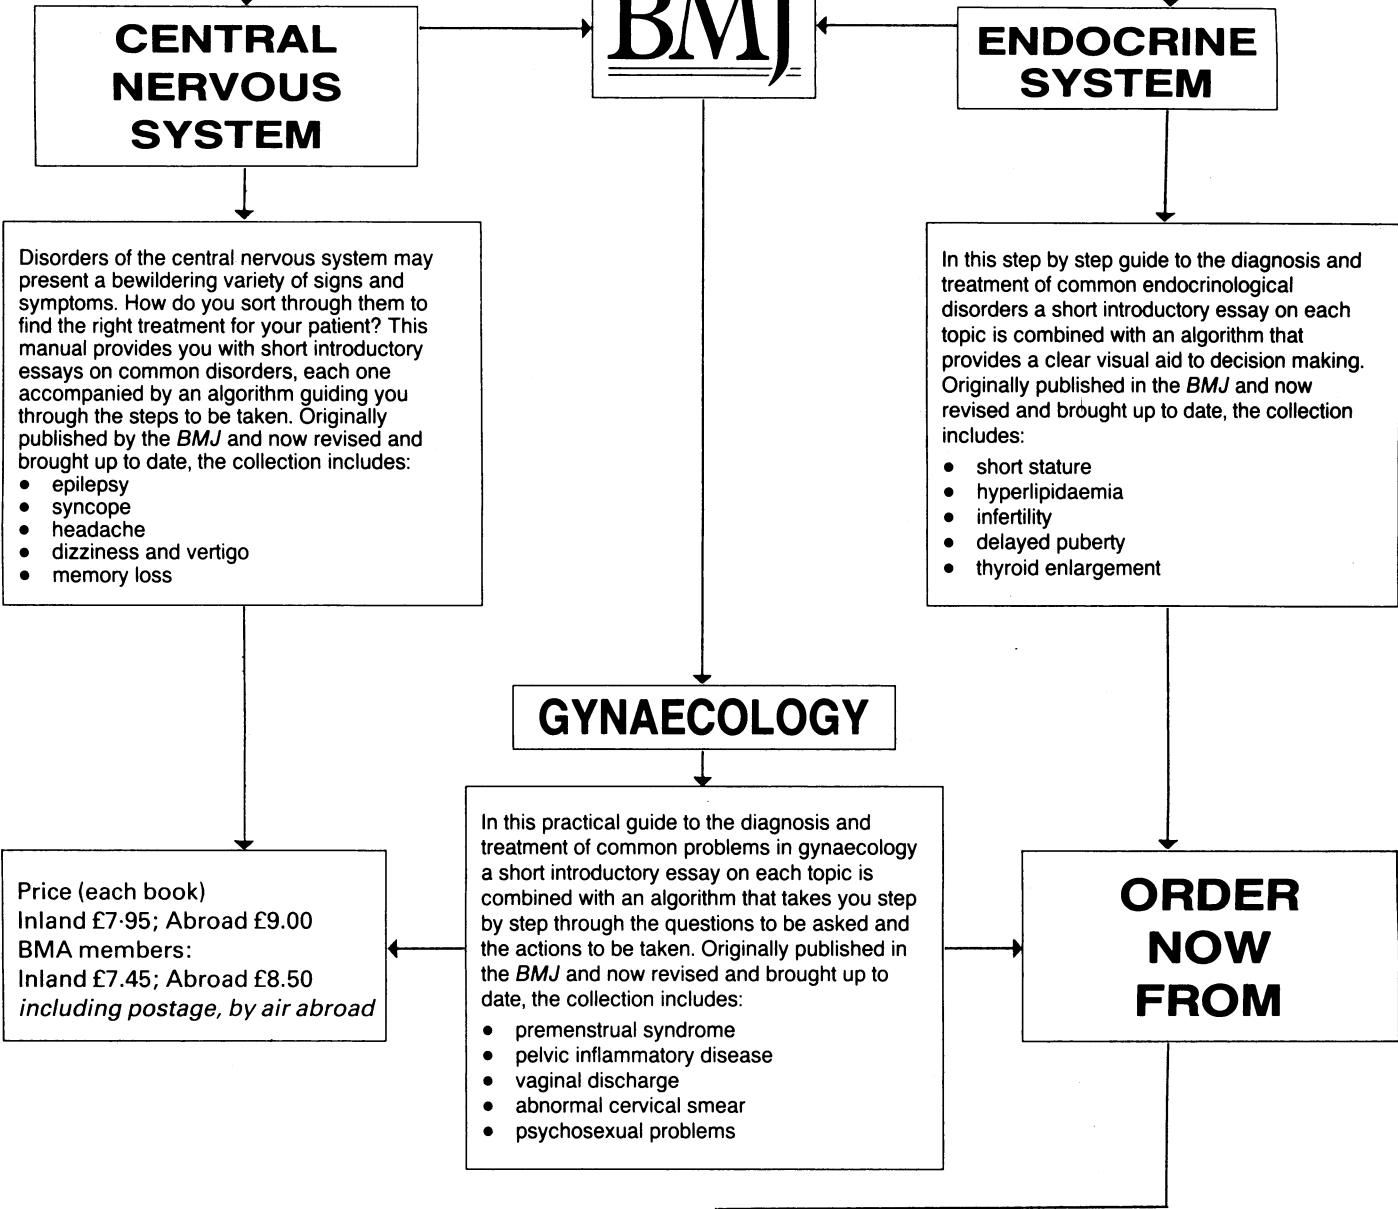 CENTRAL
NERVOUS
SYSTEM
BMJ
ENDOCRINE
SYSTEM
Disorders of the central nervous system may
present a bewildering variety of signs and
symptoms. How do you sort through them to
find the right treatment for your patient? This
manual provides you with short introductory
essays on common disorders, each one
accompanied by an algorithm guiding you
through the steps to be taken. Originally
published by the BMJ and now revised and
brought up to date, the collection includes:
• epilepsy
• syncope
• headache
• dizziness and vertigo
• memory loss
In this step by step guide to the diagnosis and
treatment of common endocrinological
disorders a short introductory essay on each
topic is combined with an algorithm that
provides a clear visual aid to decision making.
Originally published in the BMJ and now
revised and brought up to date, the collection
includes:
• short stature
• hyperlipidaemia
• infertility
• delayed puberty
• thyroid enlargement
GYNAECOLOGY
In this practical guide to the diagnosis and
treatment of common problems in gynaecology
a short introductory essay on each topic is
combined with an algorithm that takes you step
by step through the questions to be asked and
the actions to be taken. Originally published in
the BMJ and now revised and brought up to
date, the collection includes:
• premenstrual syndrome
• pelvic inflammatory disease
• vaginal discharge
• abnormal cervical smear
• psychosexual problems
Price (each book)
Inland £7·95; Abroad £9.00
BMA members:
Inland £7.45; Abroad £8.50
including postage, by air abroad
ORDER
NOW
FROM